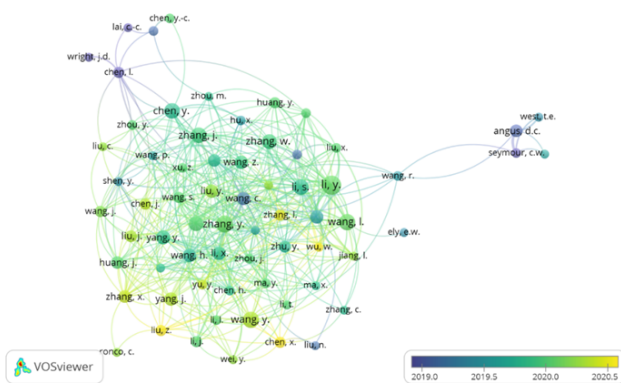 chen, y.-c.
lai, c.-c.
wright, j.d.
chen, l.
zhou, m.
huang, y.
chen, y.
hu, x.
west, t.e.
zhou, y.
angus, d.c.
zhang, j.
zhang, w.
liu, c.
liu, x.
wang, p.
wang, z.
seymour, c.w.
xu, z.
wang, r.
shen, y.
li, s.
li, y.
liu, y.
wang, s.
wang, c.
chen, j.
wang, j.
zhang, l.
zhang, y.
wang, l.
ely, e.w.
liu, j.
yang, y.
zhu, y.
wu, w.
wang, h.
li, x.
zhou, j.
jiang, l.
huang, j.
yu, y.
ma, y.
ma, x.
chen, h.
zhang, x.
yang, j.
li, t.
zhang, c.
li, l.
wang, y.
liu, z.
li, j.
chen, x.
liu, n.
conco, c.
wei, y.
VOSviewer
2019.0 2019.5 2020.0 2020.5